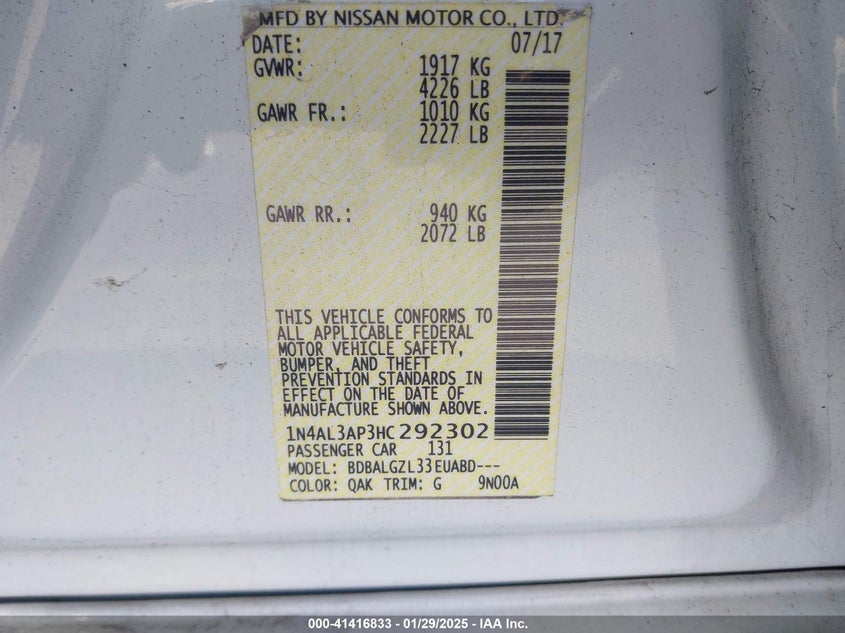 MFD BY NISSAN MOTOR CO., LTD.
DATE: 07/17
GVWR: 1917 KG
4226 LB
GAWR FR.: 1010 KG
2227 LB
GAWR RR.: 940 KG
2072 LB
THIS VEHICLE CONFORMS TO
ALL APPLICABLE FEDERAL
MOTOR VEHICLE SAFETY,
BUMPER, AND THEFT
PREVENTION STANDARDS IN
EFFECT ON THE DATE OF
MANUFACTURE SHOWN ABOVE.
1N4AL3AP3HC292302
PASSENGER CAR 131
MODEL: BDBALGZL33EUABD---
COLOR: QAK TRIM: G 9N00A
000-41416833 - 01/29/2025 - IAA Inc.